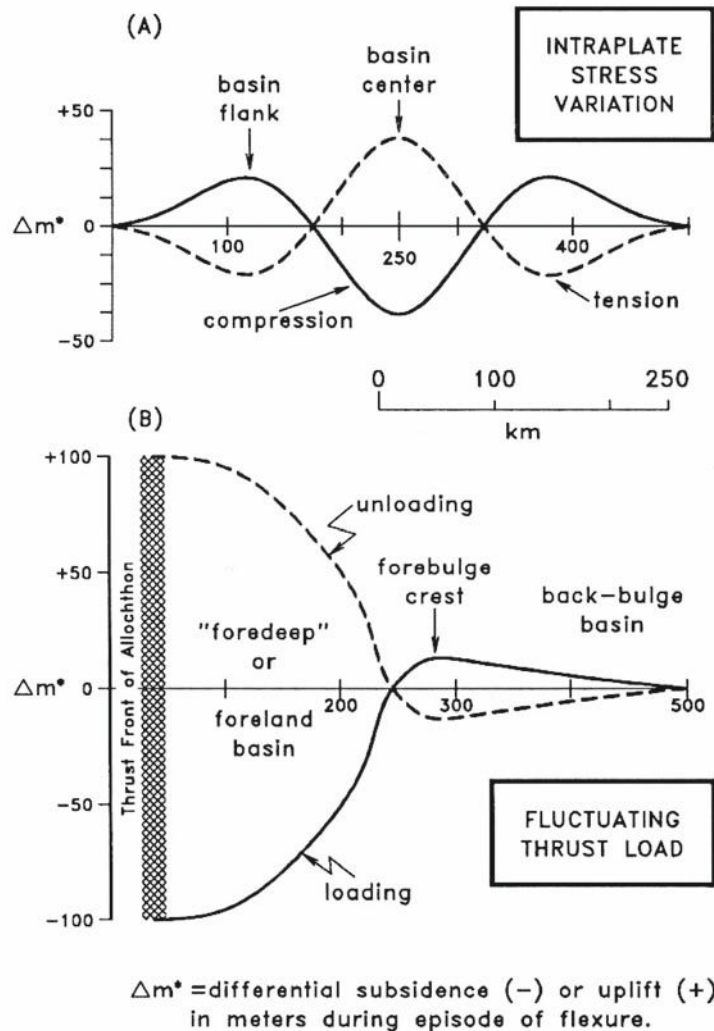 (A)
INTRAPLATE
STRESS
VARIATION
basin
flank
basin
center
+50
Δm*
0
100
250
400
compression
tension
-50
0
100
250
km
(B)
+100
unloading
+50
forebulge
crest
back-bulge
basin
Thrust Front of Allochthon
"foredeep"
or
foreland
basin
Δm*
0
200
300
500
-50
loading
-100
FLUCTUATING
THRUST LOAD
Δm* =differential subsidence (-) or uplift (+)
in meters during episode of flexure.